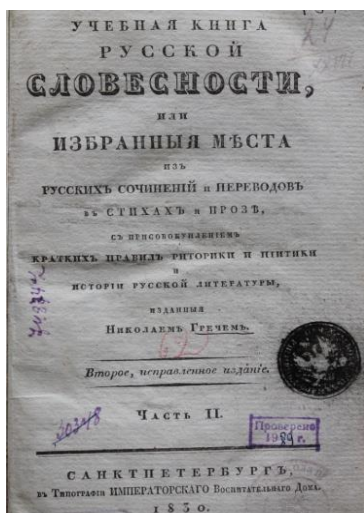 24
УЧЕБНАЯ КНИГА
РУССКОЙ
СЛОВЕСНОСТИ,
ИЛИ
ИЗБРАННЫЯ МѢСТА
ИЗЪ
РУССКИХЪ СОЧИНЕНІЙ и ПЕРЕВОДОВЪ
ВЪ СТИХАХЪ и ПРОЗѢ,
СЪ ПРИСОВОКУПЛЕНІЕМЪ
КРАТКИХЪ ПРАВИЛЪ РИТОРИКИ И ПІИТИКИ
И
ИСТОРІИ РУССКОЙ ЛИТЕРАТУРЫ,
ИЗДАННЫЯ
Николаемъ Гречемъ.
Второе, исправленное изданіе.
Часть II.
Проверено
САНКТПЕТЕРБУРГЪ,
въ Типографіи ИМПЕРАТОРСКАГО Воспитательнаго Дома.
1830.